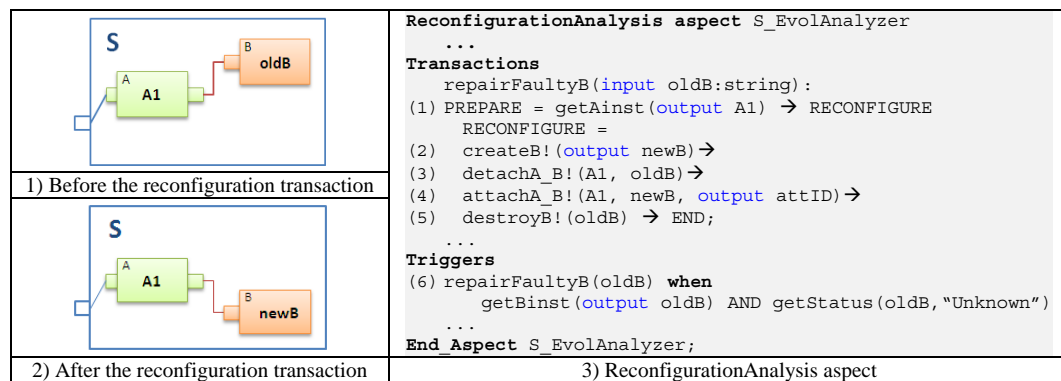 S
A
A1
B
oldB
1) Before the reconfiguration transaction
S
A
A1
B
newB
2) After the reconfiguration transaction
ReconfigurationAnalysis aspect S_EvolAnalyzer
...
Transactions
repairFaultyB(input oldB:string):
(1) PREPARE = getAinst(output A1) → RECONFIGURE
RECONFIGURE =
(2) createB!(output newB)→
(3) detachA_B!(A1, oldB)→
(4) attachA_B!(A1, newB, output attID)→
(5) destroyB!(oldB) → END;
...
Triggers
(6) repairFaultyB(oldB) when
getBinst(output oldB) AND getStatus(oldB,“Unknown”)
...
End_Aspect S_EvolAnalyzer;
3) ReconfigurationAnalysis aspect